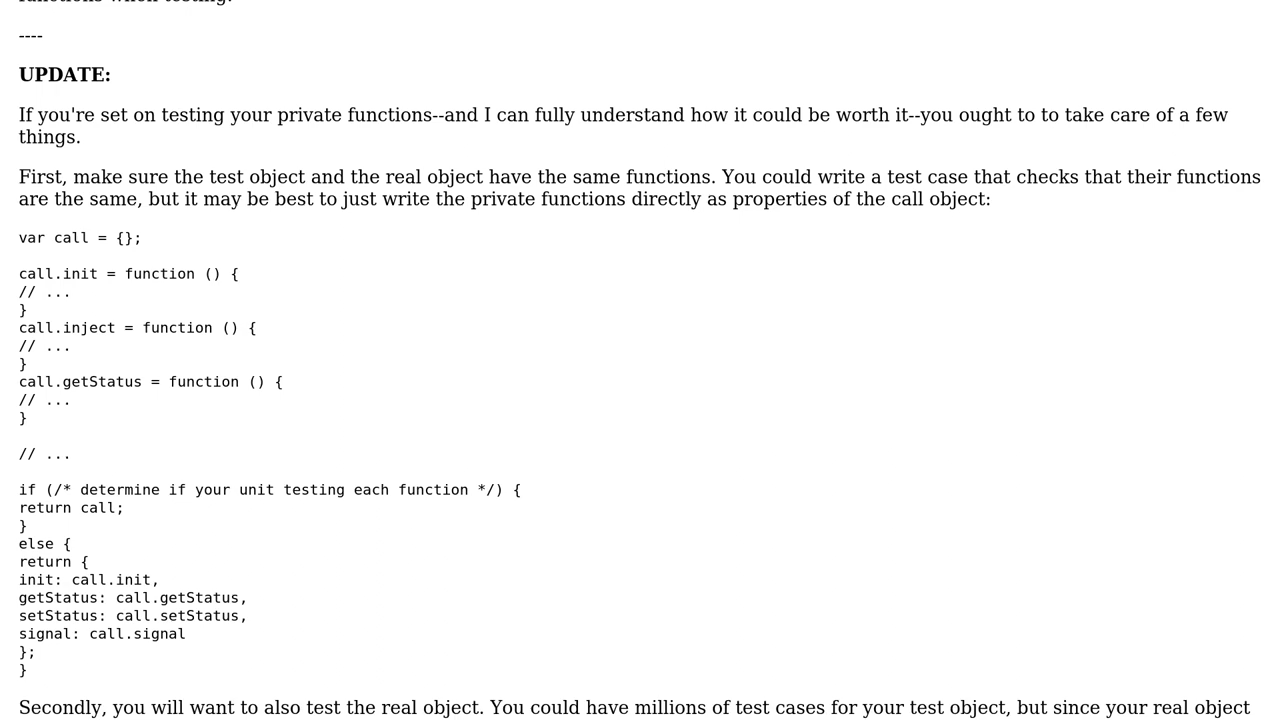 functions when testing.
----
UPDATE:
If you're set on testing your private functions--and I can fully understand how it could be worth it--you ought to to take care of a few
things.
First, make sure the test object and the real object have the same functions. You could write a test case that checks that their functions
are the same, but it may be best to just write the private functions directly as properties of the call object:
var call = {};
call.init = function () {
// ...
}
call.inject = function () {
// ...
}
call.getStatus = function () {
// ...
}
// ...
if (/* determine if your unit testing each function */) {
return call;
}
else {
return {
init: call.init,
getStatus: call.getStatus,
setStatus: call.setStatus,
signal: call.signal
};
}
Secondly, you will want to also test the real object. You could have millions of test cases for your test object, but since your real object